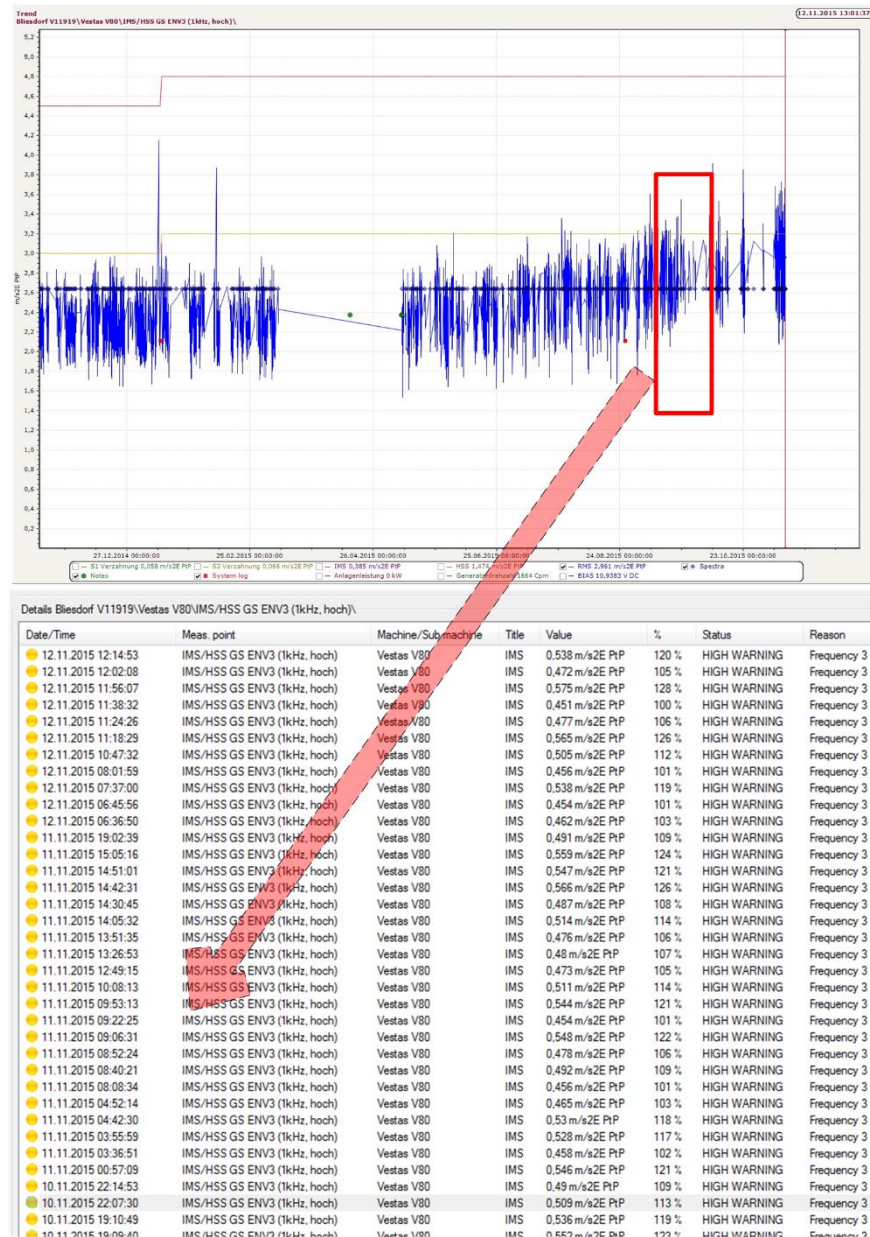 Trend
Bliesdorf V11919\Vestas V80\IMS/HSS GS ENV3 (1kHz, hoch)\
12.11.2015 13:01:37
5,2
5,0
4,8
4,6
4,4
4,2
4,0
3,8
3,6
3,4
3,2
3,0
2,8
2,6
2,4
2,2
2,0
1,8
1,6
1,4
1,2
1,0
0,8
0,6
0,4
0,2
m/s2E PtP
27.12.2014 00:00:00 25.02.2015 00:00:00 26.04.2015 00:00:00 25.06.2015 00:00:00 24.08.2015 00:00:00 23.10.2015 00:00:00
S1 Verzahnung 0,058 m/s2E PtP S2 Verzahnung 0,066 m/s2E PtP IMS 0,385 m/s2E PtP HSS 1,474 m/s2E PtP RMS 2,961 m/s2E PtP Spectra
Notes System log Anlagenleistung 0 kW Generatordrehzahl 1664 Cpm BIAS 10,9383 V DC
Details Bliesdorf V11919\Vestas V80\IMS/HSS GS ENV3 (1kHz, hoch)\
Date/Time Meas. point Machine/Sub machine Title Value % Status Reason
12.11.2015 12:14:53 IMS/HSS GS ENV3 (1kHz, hoch) Vestas V80 IMS 0,538 m/s2E PtP 120 % HIGH WARNING Frequency 3
12.11.2015 12:02:08 IMS/HSS GS ENV3 (1kHz, hoch) Vestas V80 IMS 0,472 m/s2E PtP 105 % HIGH WARNING Frequency 3
12.11.2015 11:56:07 IMS/HSS GS ENV3 (1kHz, hoch) Vestas V80 IMS 0,575 m/s2E PtP 128 % HIGH WARNING Frequency 3
12.11.2015 11:38:32 IMS/HSS GS ENV3 (1kHz, hoch) Vestas V80 IMS 0,451 m/s2E PtP 100 % HIGH WARNING Frequency 3
12.11.2015 11:24:26 IMS/HSS GS ENV3 (1kHz, hoch) Vestas V80 IMS 0,477 m/s2E PtP 106 % HIGH WARNING Frequency 3
12.11.2015 11:18:29 IMS/HSS GS ENV3 (1kHz, hoch) Vestas V80 IMS 0,565 m/s2E PtP 126 % HIGH WARNING Frequency 3
12.11.2015 10:47:32 IMS/HSS GS ENV3 (1kHz, hoch) Vestas V80 IMS 0,505 m/s2E PtP 112 % HIGH WARNING Frequency 3
12.11.2015 08:01:59 IMS/HSS GS ENV3 (1kHz, hoch) Vestas V80 IMS 0,456 m/s2E PtP 101 % HIGH WARNING Frequency 3
12.11.2015 07:37:00 IMS/HSS GS ENV3 (1kHz, hoch) Vestas V80 IMS 0,538 m/s2E PtP 119 % HIGH WARNING Frequency 3
12.11.2015 06:45:56 IMS/HSS GS ENV3 (1kHz, hoch) Vestas V80 IMS 0,454 m/s2E PtP 101 % HIGH WARNING Frequency 3
12.11.2015 06:36:50 IMS/HSS GS ENV3 (1kHz, hoch) Vestas V80 IMS 0,462 m/s2E PtP 103 % HIGH WARNING Frequency 3
11.11.2015 19:02:39 IMS/HSS GS ENV3 (1kHz, hoch) Vestas V80 IMS 0,491 m/s2E PtP 109 % HIGH WARNING Frequency 3
11.11.2015 15:05:16 IMS/HSS GS ENV3 (1kHz, hoch) Vestas V80 IMS 0,559 m/s2E PtP 124 % HIGH WARNING Frequency 3
11.11.2015 14:51:01 IMS/HSS GS ENV3 (1kHz, hoch) Vestas V80 IMS 0,547 m/s2E PtP 121 % HIGH WARNING Frequency 3
11.11.2015 14:42:31 IMS/HSS GS ENV3 (1kHz, hoch) Vestas V80 IMS 0,566 m/s2E PtP 126 % HIGH WARNING Frequency 3
11.11.2015 14:30:45 IMS/HSS GS ENV3 (1kHz, hoch) Vestas V80 IMS 0,487 m/s2E PtP 108 % HIGH WARNING Frequency 3
11.11.2015 14:05:32 IMS/HSS GS ENV3 (1kHz, hoch) Vestas V80 IMS 0,514 m/s2E PtP 114 % HIGH WARNING Frequency 3
11.11.2015 13:51:35 IMS/HSS GS ENV3 (1kHz, hoch) Vestas V80 IMS 0,476 m/s2E PtP 106 % HIGH WARNING Frequency 3
11.11.2015 13:26:53 IMS/HSS GS ENV3 (1kHz, hoch) Vestas V80 IMS 0,48 m/s2E PtP 107 % HIGH WARNING Frequency 3
11.11.2015 12:49:15 IMS/HSS GS ENV3 (1kHz, hoch) Vestas V80 IMS 0,473 m/s2E PtP 105 % HIGH WARNING Frequency 3
11.11.2015 10:08:13 IMS/HSS GS ENV3 (1kHz, hoch) Vestas V80 IMS 0,511 m/s2E PtP 114 % HIGH WARNING Frequency 3
11.11.2015 09:53:13 IMS/HSS GS ENV3 (1kHz, hoch) Vestas V80 IMS 0,544 m/s2E PtP 121 % HIGH WARNING Frequency 3
11.11.2015 09:22:25 IMS/HSS GS ENV3 (1kHz, hoch) Vestas V80 IMS 0,454 m/s2E PtP 101 % HIGH WARNING Frequency 3
11.11.2015 09:06:31 IMS/HSS GS ENV3 (1kHz, hoch) Vestas V80 IMS 0,548 m/s2E PtP 122 % HIGH WARNING Frequency 3
11.11.2015 08:52:24 IMS/HSS GS ENV3 (1kHz, hoch) Vestas V80 IMS 0,478 m/s2E PtP 106 % HIGH WARNING Frequency 3
11.11.2015 08:40:21 IMS/HSS GS ENV3 (1kHz, hoch) Vestas V80 IMS 0,492 m/s2E PtP 109 % HIGH WARNING Frequency 3
11.11.2015 08:08:34 IMS/HSS GS ENV3 (1kHz, hoch) Vestas V80 IMS 0,456 m/s2E PtP 101 % HIGH WARNING Frequency 3
11.11.2015 04:52:14 IMS/HSS GS ENV3 (1kHz, hoch) Vestas V80 IMS 0,465 m/s2E PtP 103 % HIGH WARNING Frequency 3
11.11.2015 04:42:30 IMS/HSS GS ENV3 (1kHz, hoch) Vestas V80 IMS 0,53 m/s2E PtP 118 % HIGH WARNING Frequency 3
11.11.2015 03:55:59 IMS/HSS GS ENV3 (1kHz, hoch) Vestas V80 IMS 0,528 m/s2E PtP 117 % HIGH WARNING Frequency 3
11.11.2015 03:36:51 IMS/HSS GS ENV3 (1kHz, hoch) Vestas V80 IMS 0,458 m/s2E PtP 102 % HIGH WARNING Frequency 3
11.11.2015 00:57:09 IMS/HSS GS ENV3 (1kHz, hoch) Vestas V80 IMS 0,546 m/s2E PtP 121 % HIGH WARNING Frequency 3
10.11.2015 22:14:53 IMS/HSS GS ENV3 (1kHz, hoch) Vestas V80 IMS 0,49 m/s2E PtP 109 % HIGH WARNING Frequency 3
10.11.2015 22:07:30 IMS/HSS GS ENV3 (1kHz, hoch) Vestas V80 IMS 0,509 m/s2E PtP 113 % HIGH WARNING Frequency 3
10.11.2015 19:10:49 IMS/HSS GS ENV3 (1kHz, hoch) Vestas V80 IMS 0,536 m/s2E PtP 119 % HIGH WARNING Frequency 3
10.11.2015 19:09:40 IMS/HSS GS ENV3 (1kHz, hoch) Vestas V80 IMS 0,552 m/s2E PtP 123 % HIGH WARNING Frequency 3